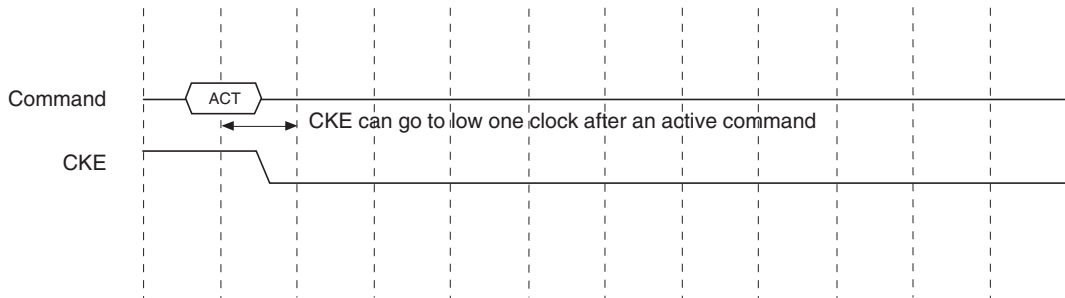 Command
ACT
CKE can go to low one clock after an active command
CKE